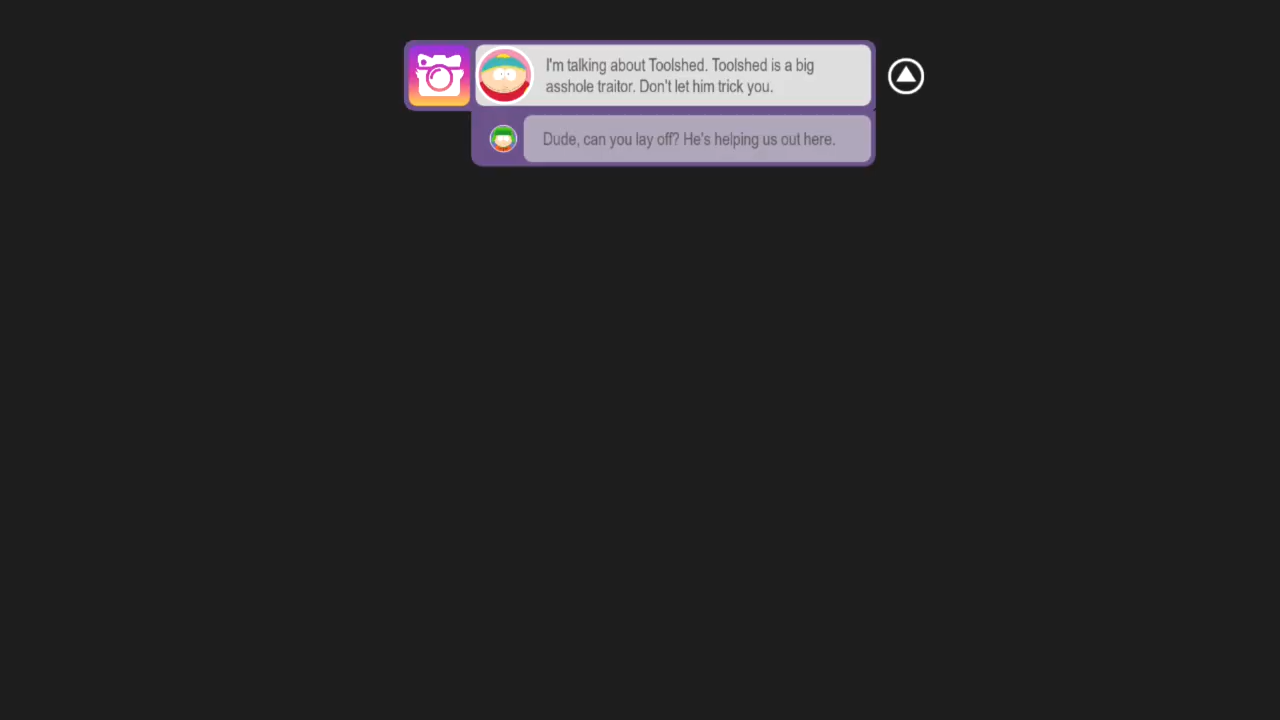 I'm talking about Toolshed. Toolshed is a big
asshole traitor. Don't let him trick you.
Dude, can you lay off? He's helping us out here.